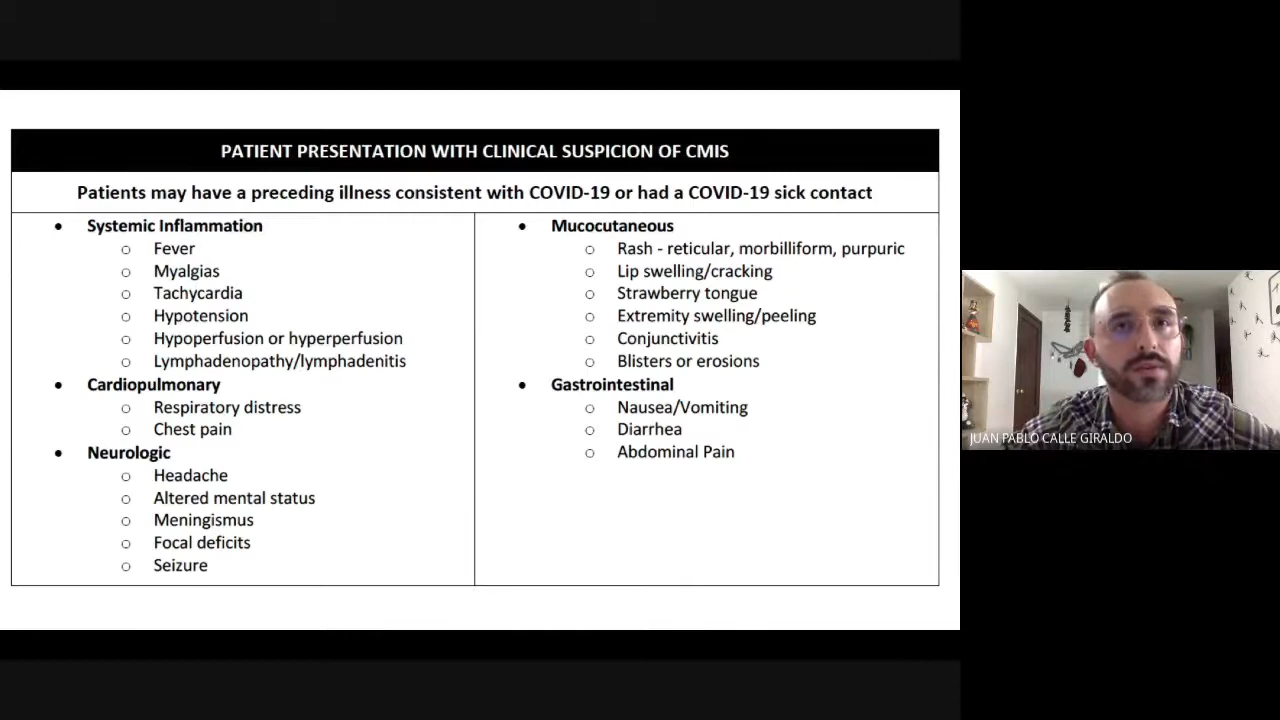 PATIENT PRESENTATION WITH CLINICAL SUSPICION OF CMIS
Patients may have a preceding illness consistent with COVID-19 or had a COVID-19 sick contact
• Systemic Inflammation
○ Fever
○ Myalgias
○ Tachycardia
○ Hypotension
○ Hypoperfusion or hyperperfusion
○ Lymphadenopathy/lymphadenitis
• Cardiopulmonary
○ Respiratory distress
○ Chest pain
• Neurologic
○ Headache
○ Altered mental status
○ Meningismus
○ Focal deficits
○ Seizure
• Mucocutaneous
○ Rash - reticular, morbilliform, purpuric
○ Lip swelling/cracking
○ Strawberry tongue
○ Extremity swelling/peeling
○ Conjunctivitis
○ Blisters or erosions
• Gastrointestinal
○ Nausea/Vomiting
○ Diarrhea
○ Abdominal Pain
JUAN PABLO CALLE GIRALDO